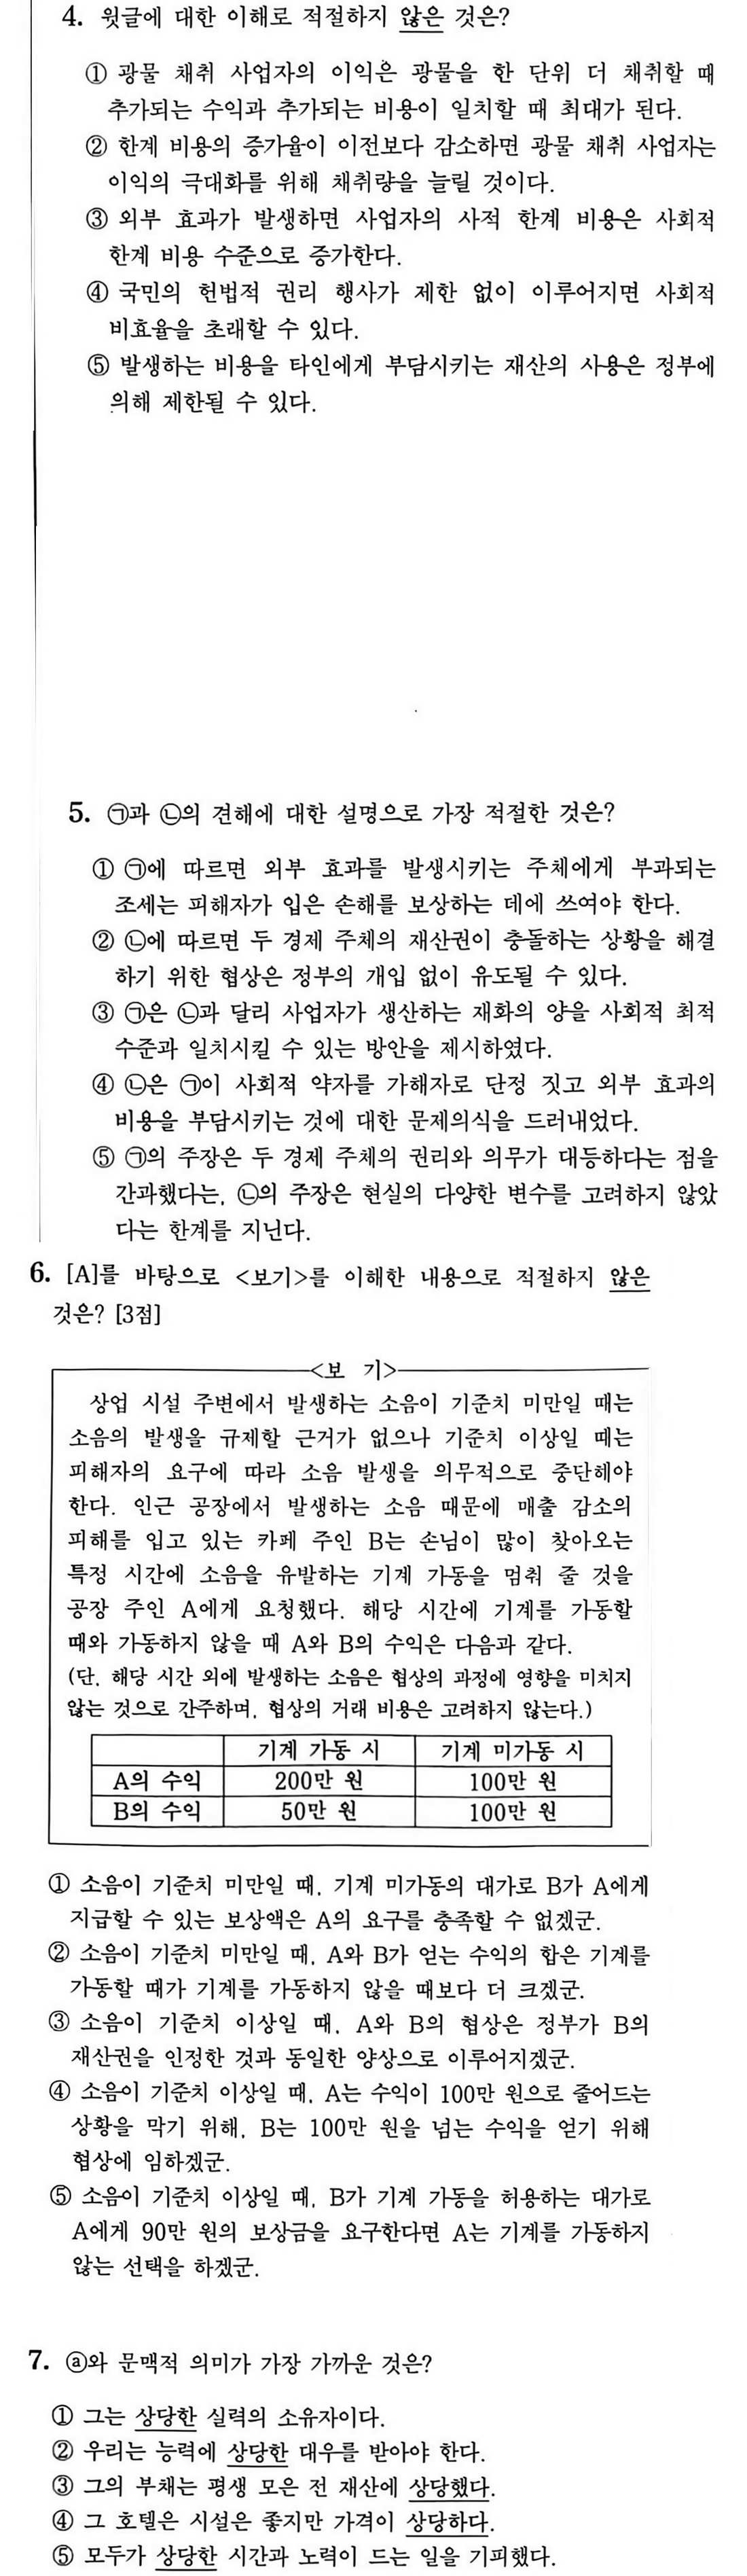 4. 윗글에 대한 이해로 적절하지 않은 것은?
① 광물 채취 사업자의 이익은 광물을 한 단위 더 채취할 때
추가되는 수익과 추가되는 비용이 일치할 때 최대가 된다.
② 한계 비용의 증가율이 이전보다 감소하면 광물 채취 사업자는
이익의 극대화를 위해 채취량을 늘릴 것이다.
③ 외부 효과가 발생하면 사업자의 사적 한계 비용은 사회적
한계 비용 수준으로 증가한다.
④ 국민의 헌법적 권리 행사가 제한 없이 이루어지면 사회적
비효율을 초래할 수 있다.
⑤ 발생하는 비용을 타인에게 부담시키는 재산의 사용은 정부에
의해 제한될 수 있다.
5. ㉠과 ㉡의 견해에 대한 설명으로 가장 적절한 것은?
① ㉠에 따르면 외부 효과를 발생시키는 주체에게 부과되는
조세는 피해자가 입은 손해를 보상하는 데에 쓰여야 한다.
② ㉡에 따르면 두 경제 주체의 재산권이 충돌하는 상황을 해결
하기 위한 협상은 정부의 개입 없이 유도될 수 있다.
③ ㉠은 ㉡과 달리 사업자가 생산하는 재화의 양을 사회적 최적
수준과 일치시킬 수 있는 방안을 제시하였다.
④ ㉡은 ㉠이 사회적 약자를 가해자로 단정 짓고 외부 효과의
비용을 부담시키는 것에 대한 문제의식을 드러내었다.
⑤ ㉠의 주장은 두 경제 주체의 권리와 의무가 대등하다는 점을
간과했다는, ㉡의 주장은 현실의 다양한 변수를 고려하지 않았
다는 한계를 지닌다.
6. [A]를 바탕으로 <보기>를 이해한 내용으로 적절하지 않은
것은? [3점]
<보 기>
상업 시설 주변에서 발생하는 소음이 기준치 미만일 때는
소음의 발생을 규제할 근거가 없으나 기준치 이상일 때는
피해자의 요구에 따라 소음 발생을 의무적으로 중단해야
한다. 인근 공장에서 발생하는 소음 때문에 매출 감소의
피해를 입고 있는 카페 주인 B는 손님이 많이 찾아오는
특정 시간에 소음을 유발하는 기계 가동을 멈춰 줄 것을
공장 주인 A에게 요청했다. 해당 시간에 기계를 가동할
때와 가동하지 않을 때 A와 B의 수익은 다음과 같다.
(단, 해당 시간 외에 발생하는 소음은 협상의 과정에 영향을 미치지
않는 것으로 간주하며, 협상의 거래 비용은 고려하지 않는다.)
기계 가동 시 기계 미가동 시
A의 수익 200만 원 100만 원
B의 수익 50만 원 100만 원
① 소음이 기준치 미만일 때, 기계 미가동의 대가로 B가 A에게
지급할 수 있는 보상액은 A의 요구를 충족할 수 없겠군.
② 소음이 기준치 미만일 때, A와 B가 얻는 수익의 합은 기계를
가동할 때가 기계를 가동하지 않을 때보다 더 크겠군.
③ 소음이 기준치 이상일 때, A와 B의 협상은 정부가 B의
재산권을 인정한 것과 동일한 양상으로 이루어지겠군.
④ 소음이 기준치 이상일 때, A는 수익이 100만 원으로 줄어드는
상황을 막기 위해, B는 100만 원을 넘는 수익을 얻기 위해
협상에 임하겠군.
⑤ 소음이 기준치 이상일 때, B가 기계 가동을 허용하는 대가로
A에게 90만 원의 보상금을 요구한다면 A는 기계를 가동하지
않는 선택을 하겠군.
7. ⓐ와 문맥적 의미가 가장 가까운 것은?
① 그는 상당한 실력의 소유자이다.
② 우리는 능력에 상당한 대우를 받아야 한다.
③ 그의 부채는 평생 모은 전 재산에 상당했다.
④ 그 호텔은 시설은 좋지만 가격이 상당하다.
⑤ 모두가 상당한 시간과 노력이 드는 일을 기피했다.